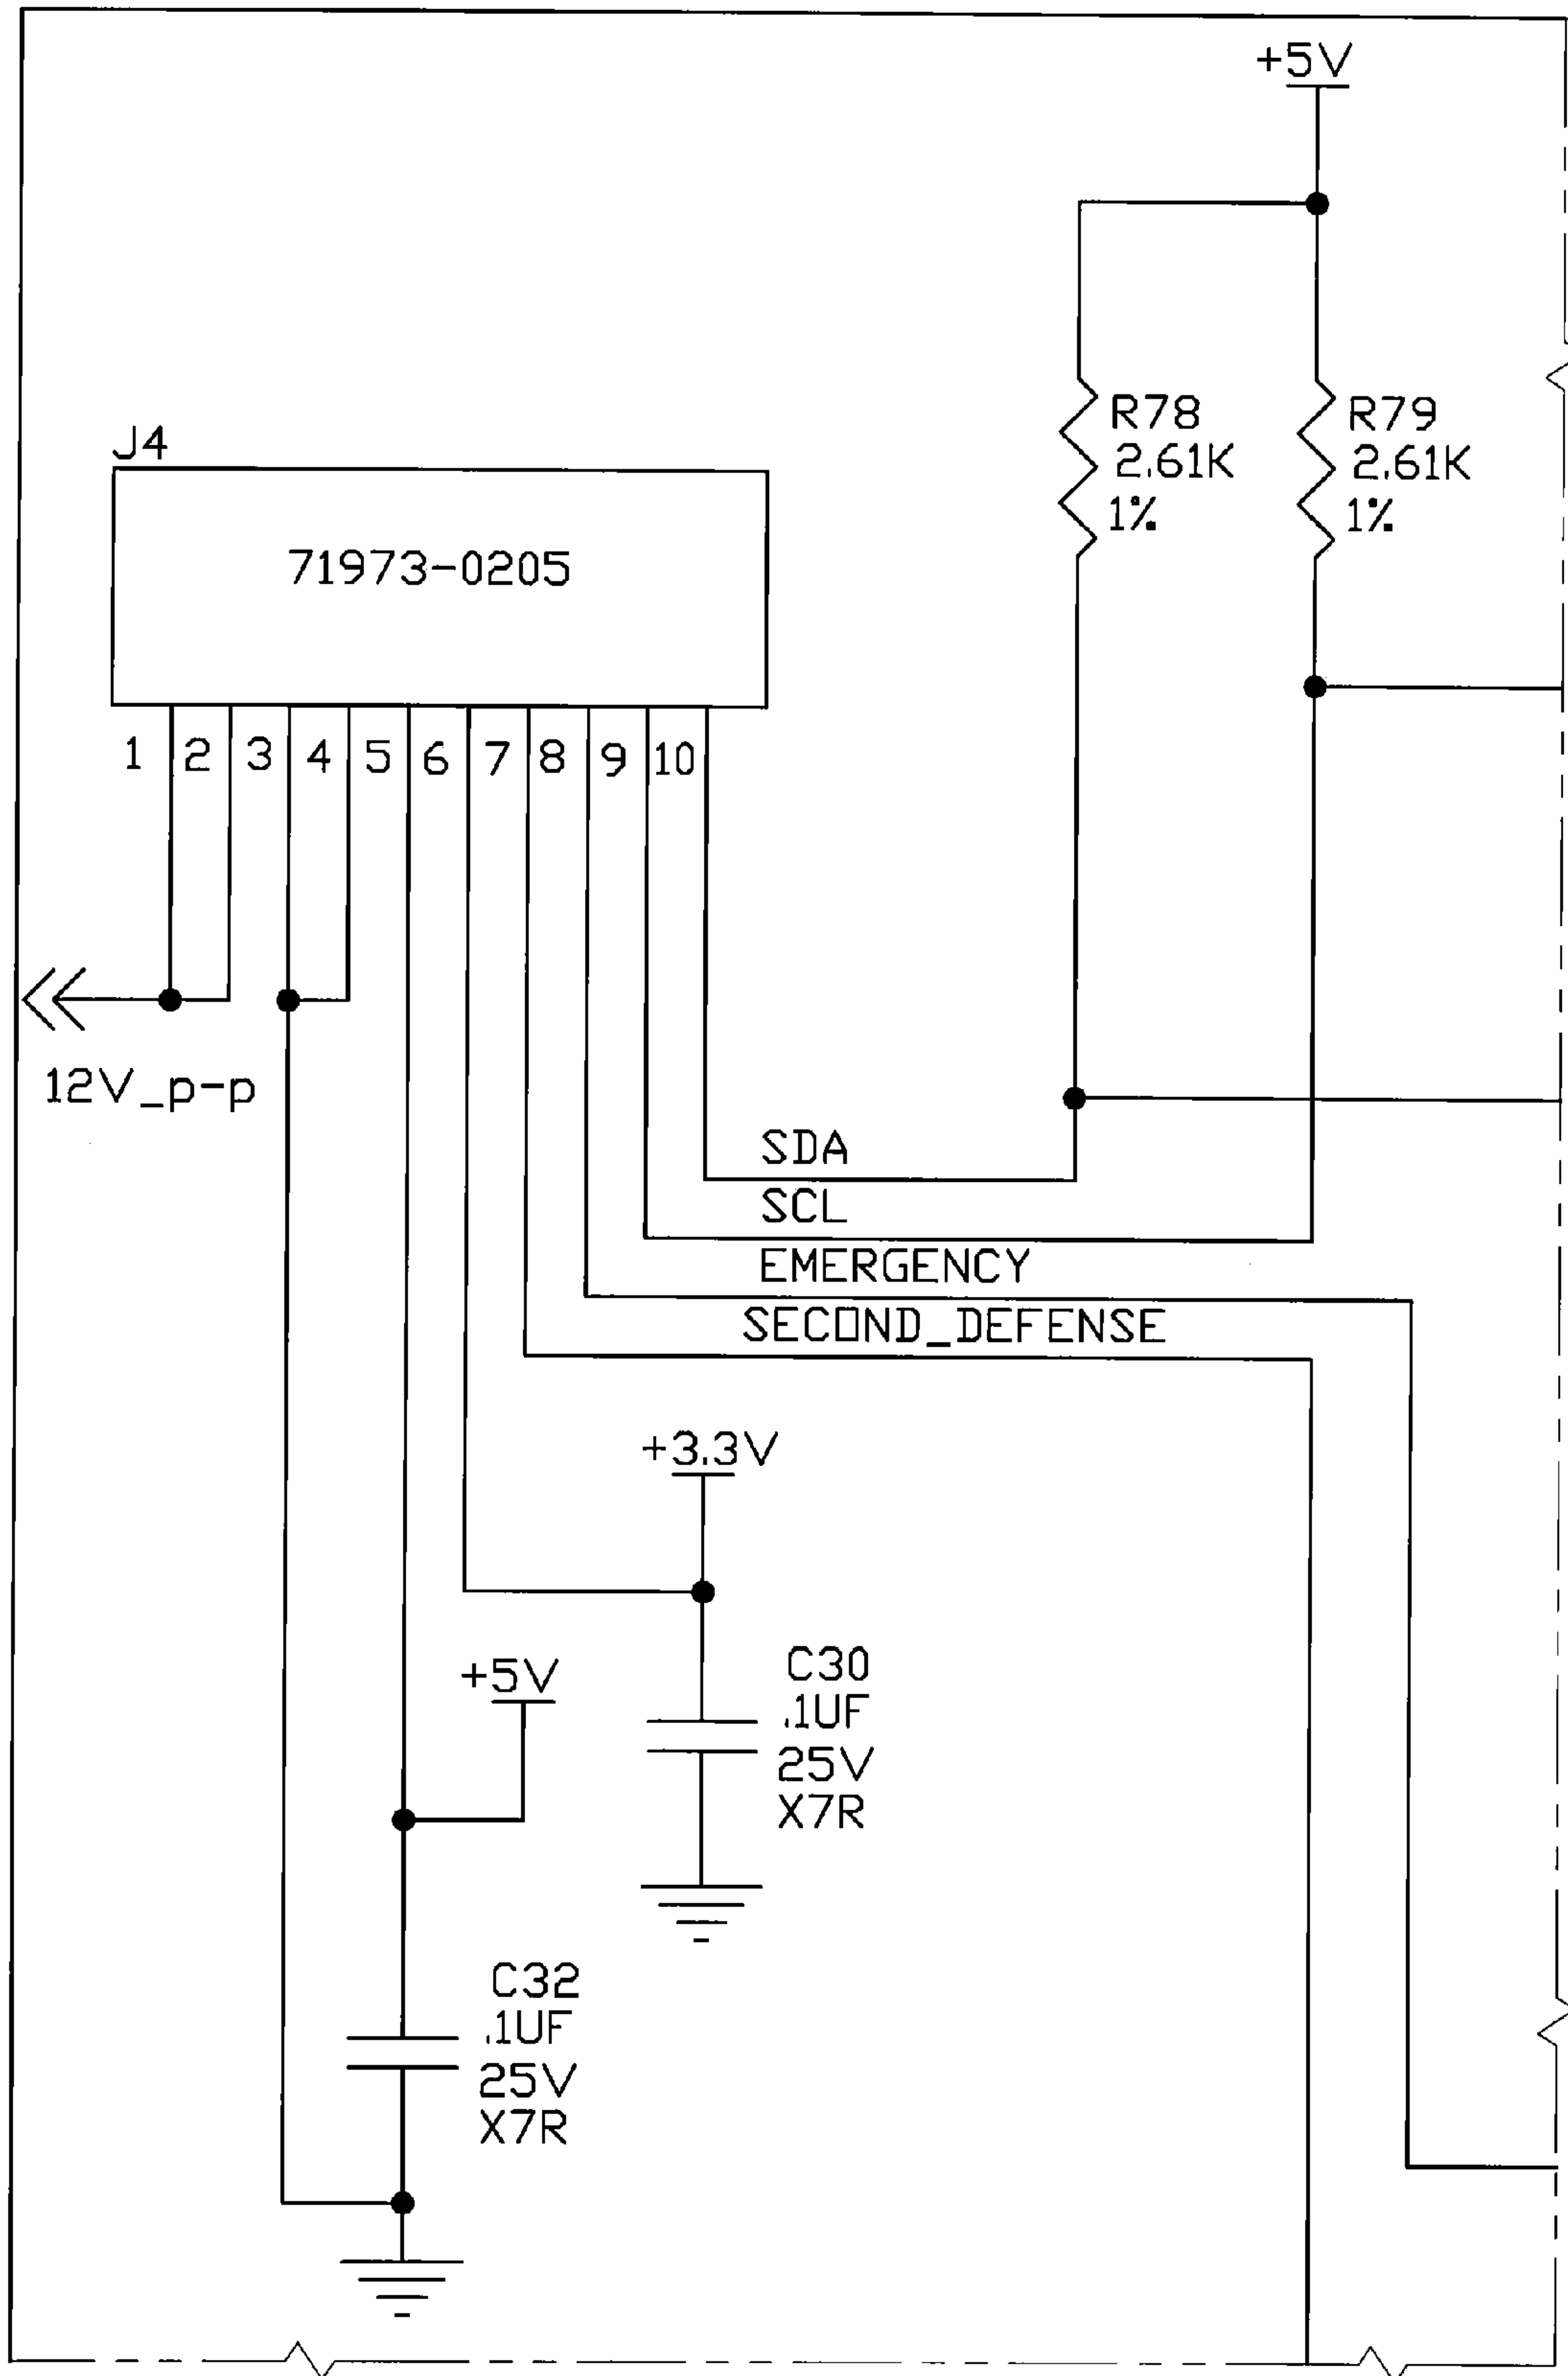 +5V
R78
2.61K
1%
R79
2.61K
1%
J4
71973-0205
1 2 3 4 5 6 7 8 9 10
12V_p-p
SDA
SCL
EMERGENCY
SECOND_DEFENSE
+3.3V
C30
.1UF
25V
X7R
+5V
C32
.1UF
25V
X7R